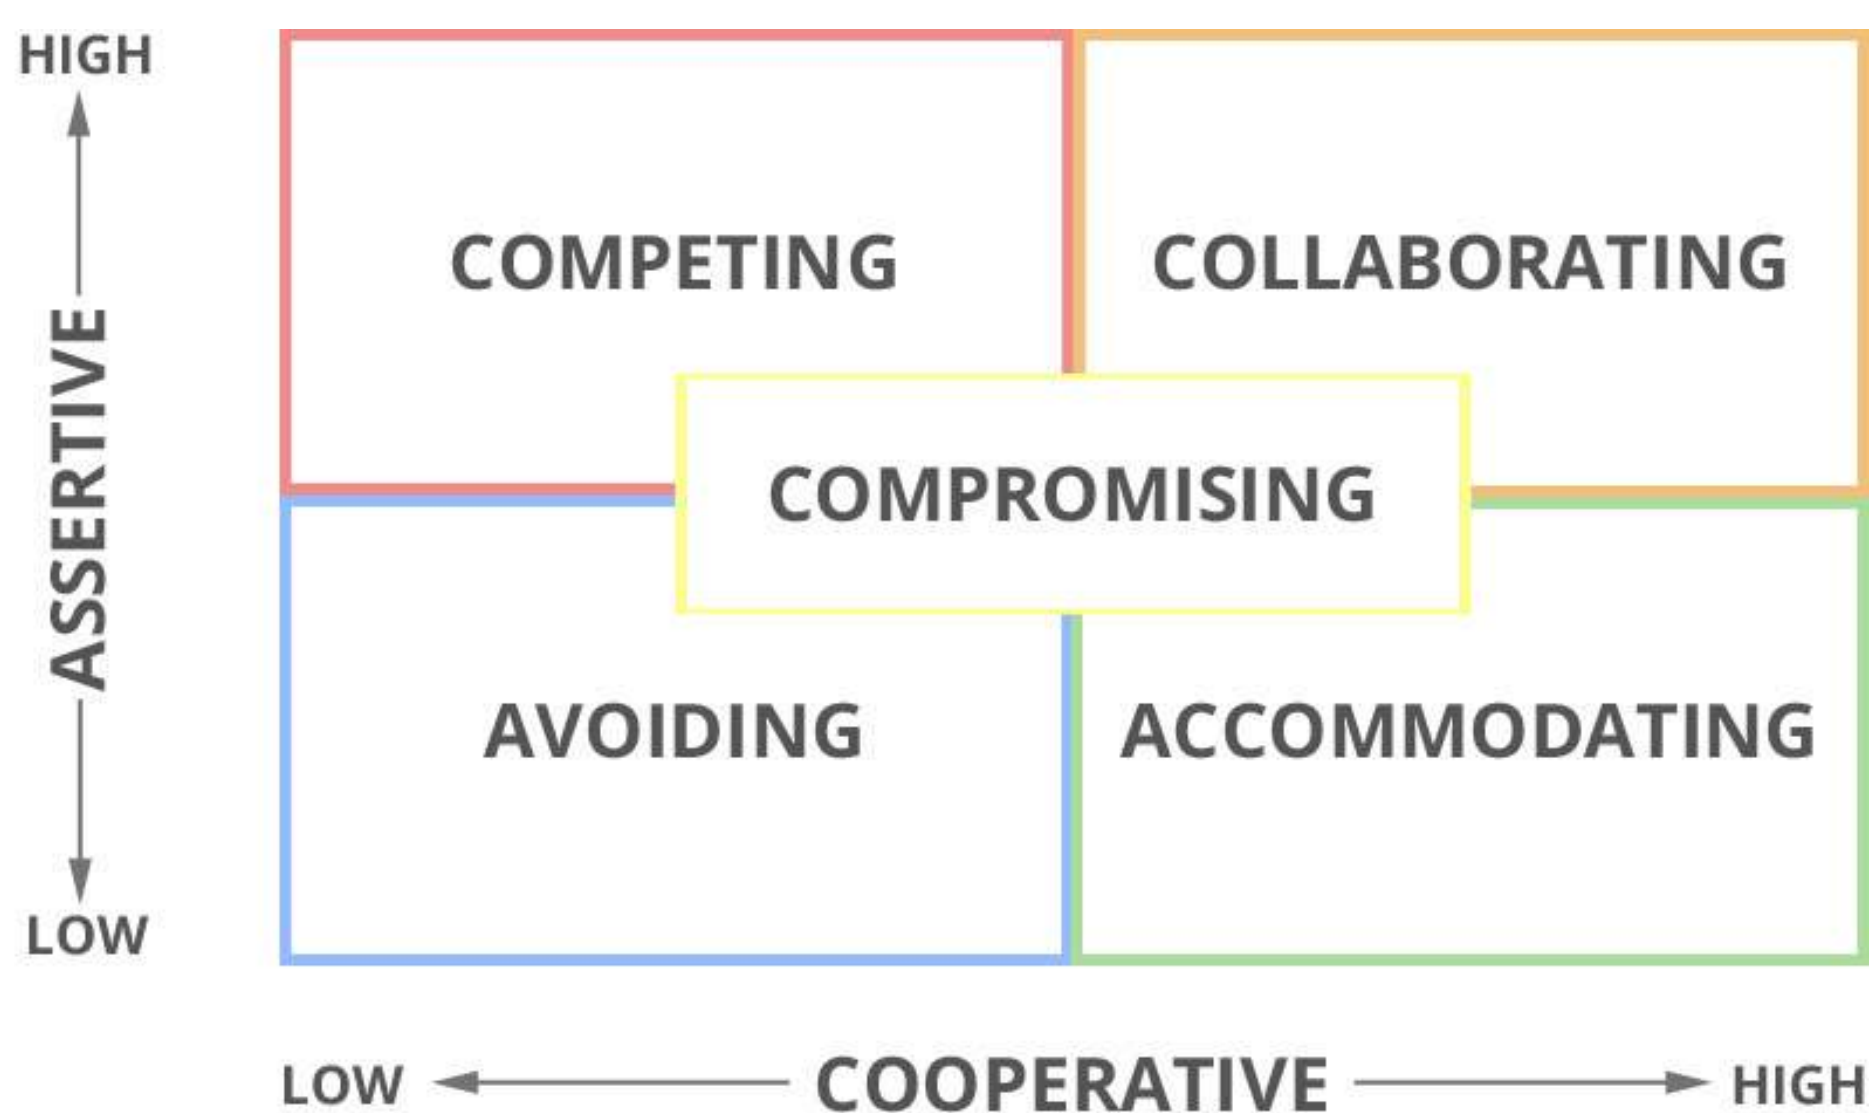 HIGH
ASSERTIVE
LOW
COMPETING
COLLABORATING
COMPROMISING
AVOIDING
ACCOMMODATING
LOW
COOPERATIVE
HIGH